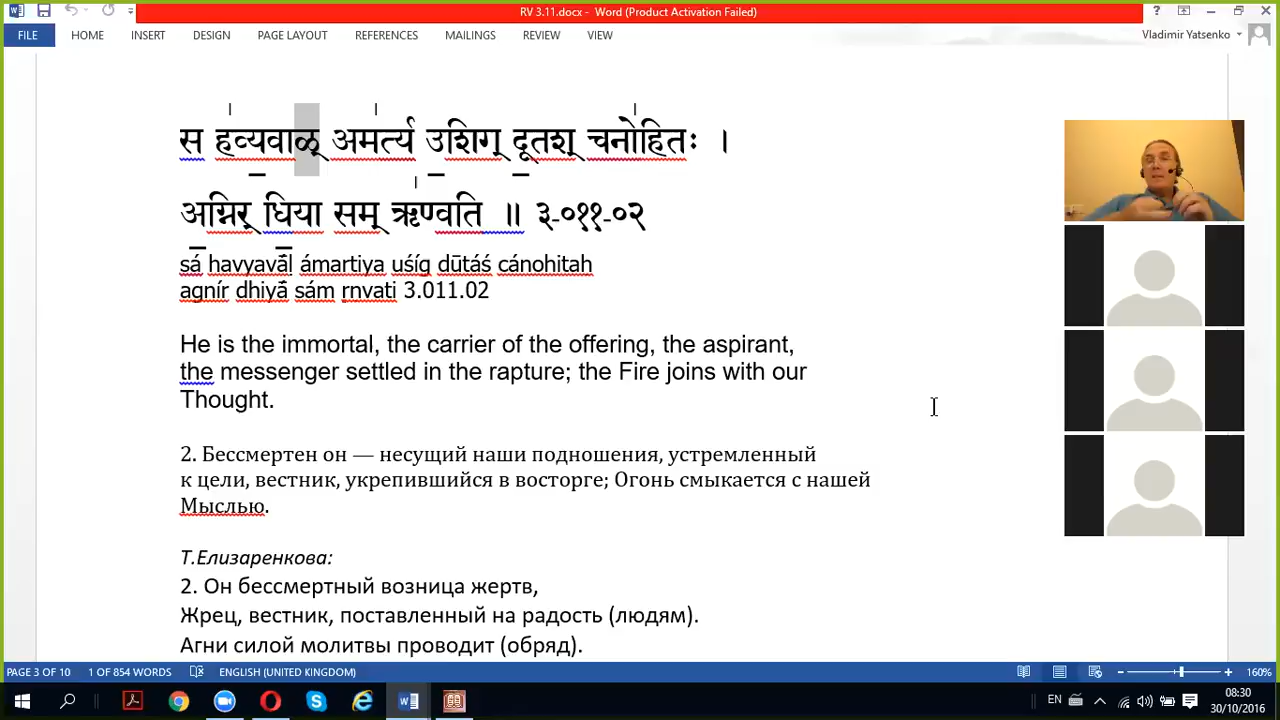 RV 3.11.docx - Word (Product Activation Failed)
FILE HOME INSERT DESIGN PAGE LAYOUT REFERENCES MAILINGS REVIEW VIEW Vladimir Yatsenko
स हव्यवाळ् अमर्त्य उशिग् दूतश् चनोहितः ।
अग्निर् धिया सम् ऋण्वति ॥ ३-०११-०२
sá havyavā́ḷ ámartiya uśíg dūtáś cánohitaḥ
agnír dhiyā́ sám ṛṇvati 3.011.02
He is the immortal, the carrier of the offering, the aspirant,
the messenger settled in the rapture; the Fire joins with our
Thought.
2. Бессмертен он — несущий наши подношения, устремленный
к цели, вестник, укрепившийся в восторге; Огонь смыкается с нашей
Мыслью.
Т.Елизаренкова:
2. Он бессмертный возница жертв,
Жрец, вестник, поставленный на радость (людям).
Агни силой молитвы проводит (обряд).
PAGE 3 OF 10 1 OF 854 WORDS ENGLISH (UNITED KINGDOM) 160%
EN 08:30
30/10/2016